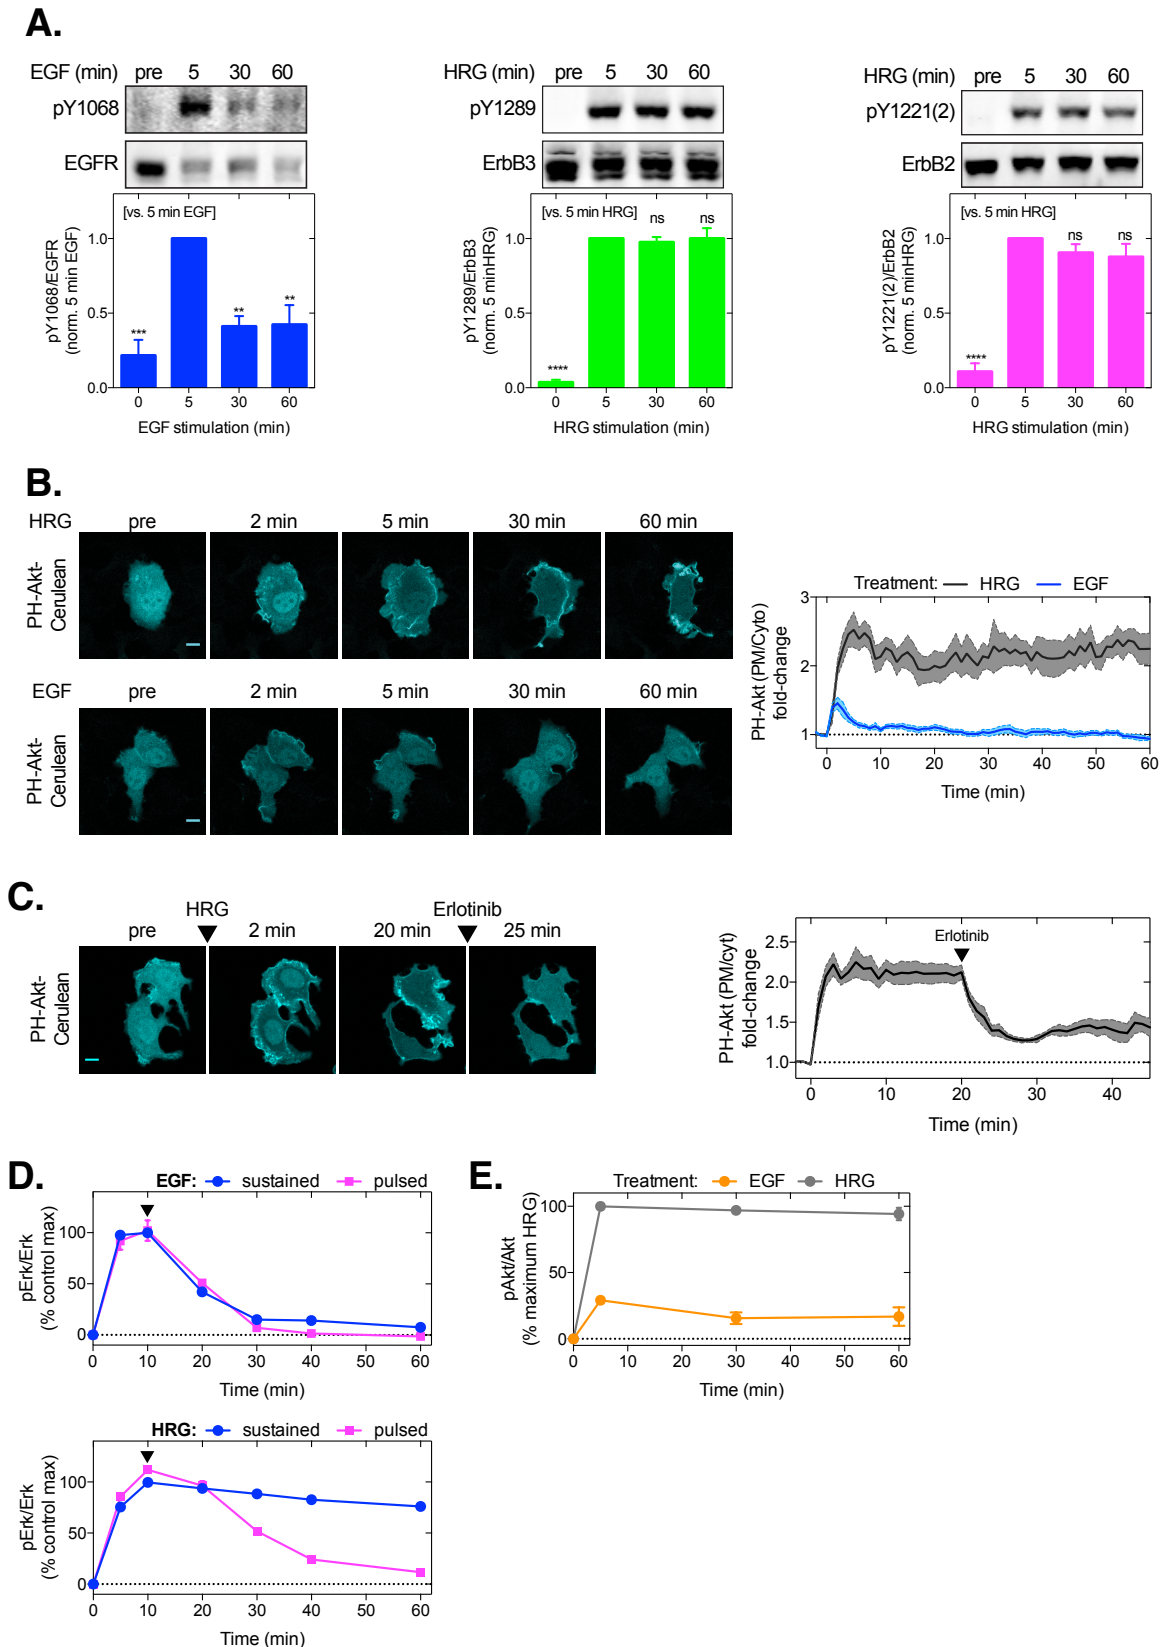 A.
EGF (min) pre 5 30 60
pY1068
EGFR
[vs. 5 min EGF]
pY1068/EGFR
(norm. 5 min EGF)
1.0
0.5
0.0
***
**
**
0 5 30 60
EGF stimulation (min)
HRG (min) pre 5 30 60
pY1289
ErbB3
[vs. 5 min HRG]
pY1289/ErbB3
(norm. 5 minHRG)
1.0
0.5
0.0
****
ns
ns
0 5 30 60
HRG stimulation (min)
HRG (min) pre 5 30 60
pY1221(2)
ErbB2
[vs. 5 min HRG]
pY1221(2)/ErbB2
(norm. 5 minHRG)
1.0
0.5
0.0
****
ns
ns
0 5 30 60
HRG stimulation (min)
B.
HRG pre 2 min 5 min 30 min 60 min
PH-Akt-
Cerulean
EGF pre 2 min 5 min 30 min 60 min
PH-Akt-
Cerulean
Treatment: HRG EGF
PH-Akt (PM/Cyto)
fold-change
3
2
1
0 10 20 30 40 50 60
Time (min)
C.
HRG Erlotinib
pre 2 min 20 min 25 min
PH-Akt-
Cerulean
PH-Akt (PM/cyt)
fold-change
2.5
2.0
1.5
1.0
Erlotinib
0 10 20 30 40
Time (min)
D.
EGF: sustained pulsed
pErk/Erk
(% control max)
100
50
0
0 10 20 30 40 50 60
Time (min)
HRG: sustained pulsed
pErk/Erk
(% control max)
100
50
0
0 10 20 30 40 50 60
Time (min)
E.
Treatment: EGF HRG
pAkt/Akt
(% maximum HRG)
100
50
0
0 10 20 30 40 50 60
Time (min)